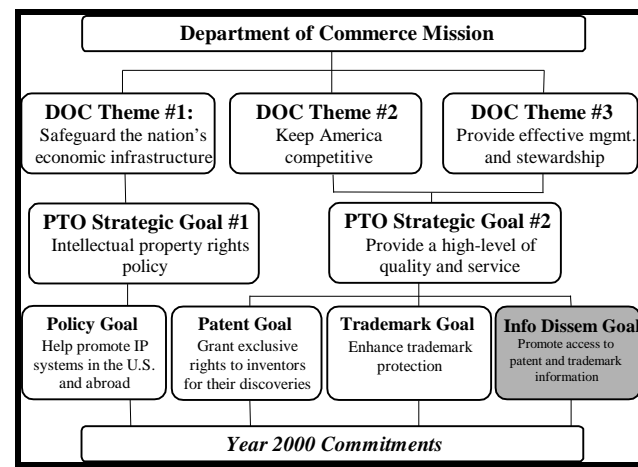 Department of Commerce Mission
DOC Theme #1:
Safeguard the nation's
economic infrastructure
DOC Theme #2
Keep America
competitive
DOC Theme #3
Provide effective mgmt.
and stewardship
PTO Strategic Goal #1
Intellectual property rights
policy
PTO Strategic Goal #2
Provide a high-level of
quality and service
Policy Goal
Help promote IP
systems in the U.S.
and abroad
Patent Goal
Grant exclusive
rights to inventors
for their discoveries
Trademark Goal
Enhance trademark
protection
Info Dissem Goal
Promote access to
patent and trademark
information
Year 2000 Commitments